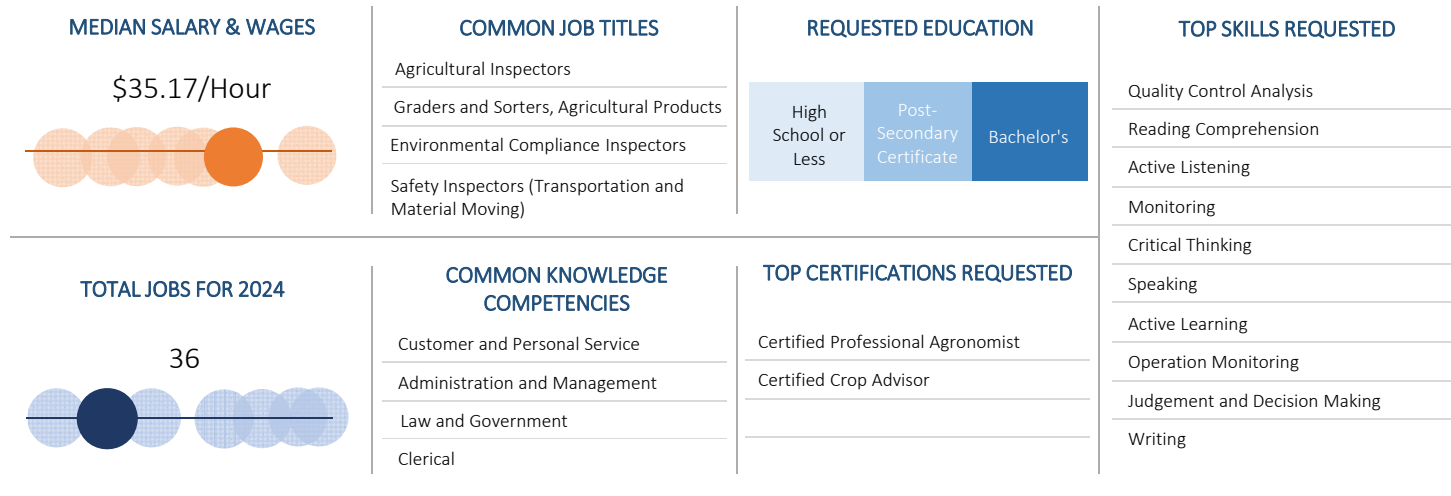 MEDIAN SALARY & WAGES
$35.17/Hour
COMMON JOB TITLES
Agricultural Inspectors
Graders and Sorters, Agricultural Products
Environmental Compliance Inspectors
Safety Inspectors (Transportation and
Material Moving)
REQUESTED EDUCATION
High
School or
Less
Post-
Secondary
Certificate
Bachelor's
TOTAL JOBS FOR 2024
36
COMMON KNOWLEDGE
COMPETENCIES
Customer and Personal Service
Administration and Management
Law and Government
Clerical
TOP CERTIFICATIONS REQUESTED
Certified Professional Agronomist
Certified Crop Advisor
TOP SKILLS REQUESTED
Quality Control Analysis
Reading Comprehension
Active Listening
Monitoring
Critical Thinking
Speaking
Active Learning
Operation Monitoring
Judgement and Decision Making
Writing